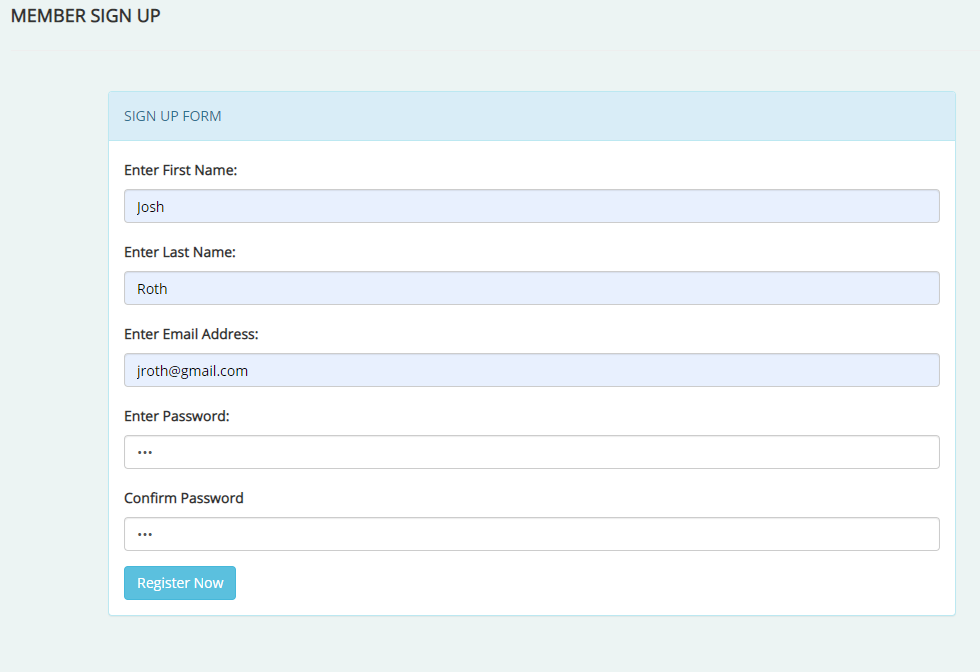 MEMBER SIGN UP
SIGN UP FORM
Enter First Name:
Josh
Enter Last Name:
Roth
Enter Email Address:
jroth@gmail.com
Enter Password:
•••
Confirm Password
•••
Register Now